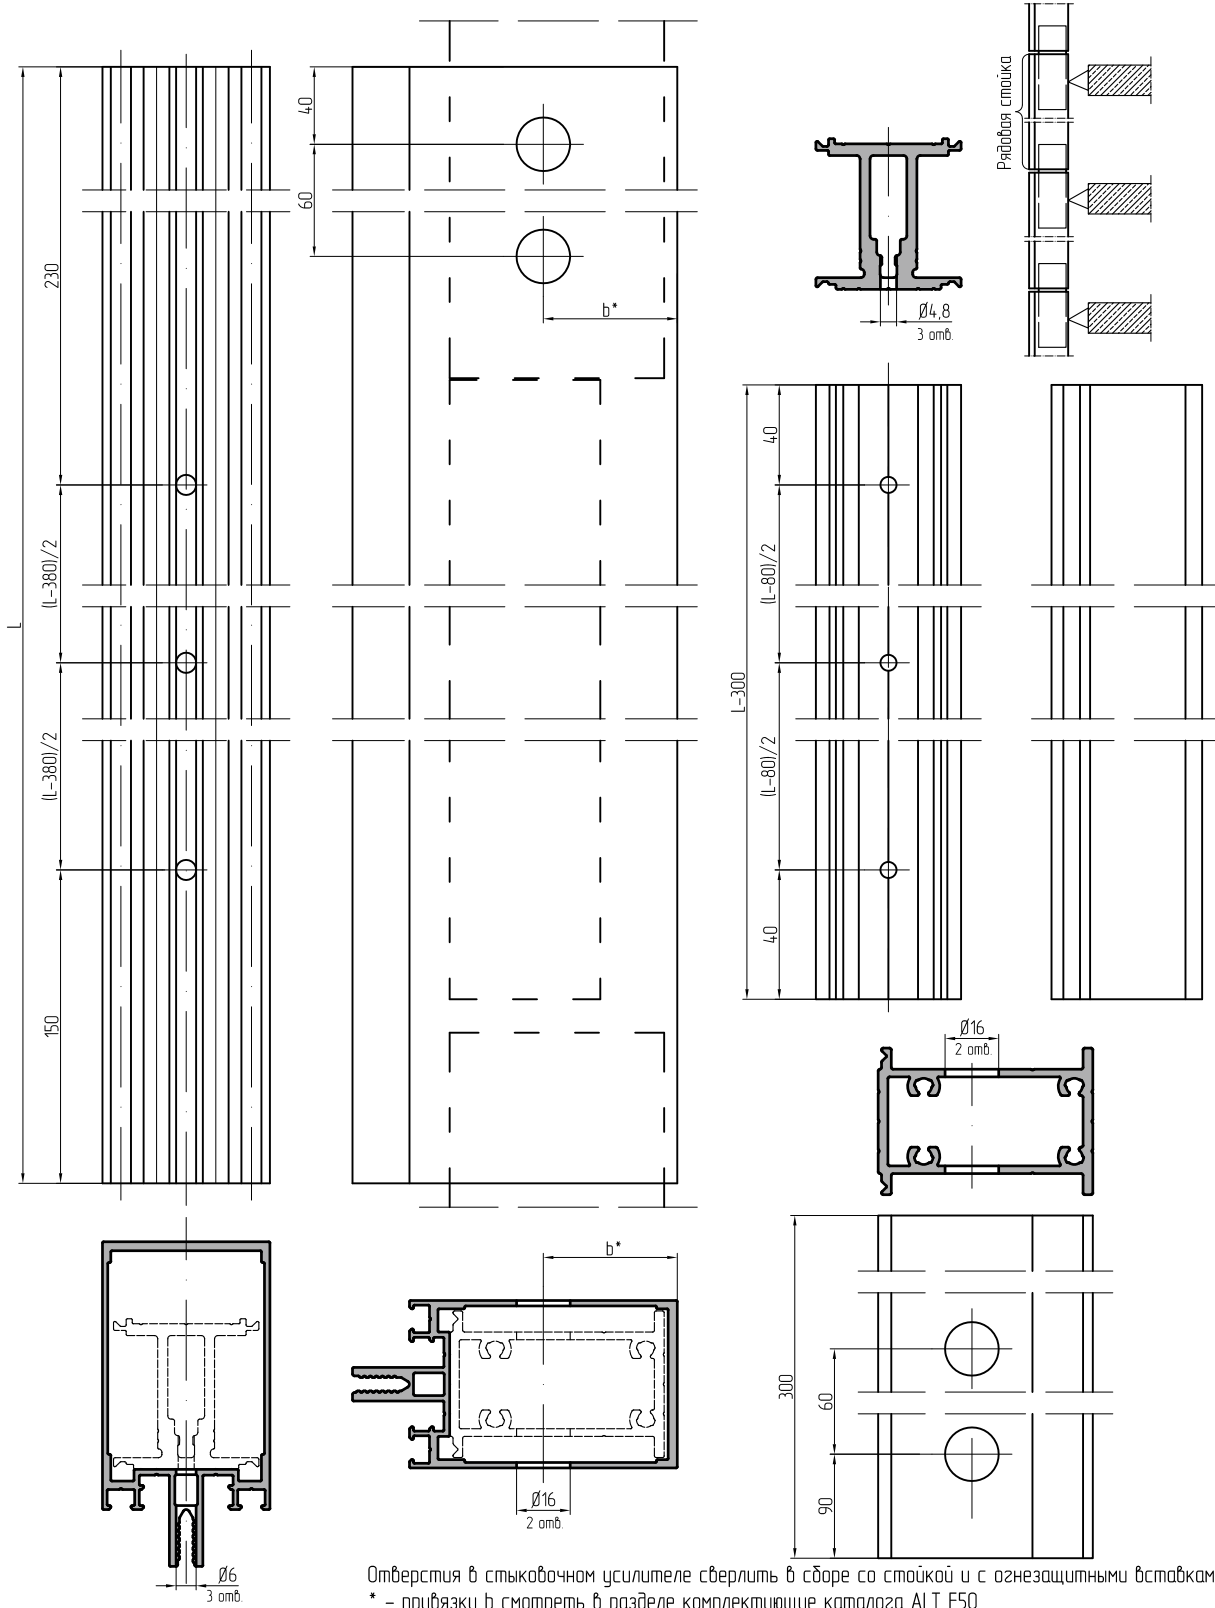 40
60
230
b*
Рядовая стойка
Ø4,8
3 отв.
40
(L-380)/2
(L-80)/2
L
L-300
(L-380)/2
(L-80)/2
40
150
Ø16
2 отв.
b*
300
60
90
Ø16
2 отв.
Ø6
3 отв.
Отверстия в стыковочном усилителе сверлить в сборе со стойкой и с огнезащитными вставкам
* - привязки b смотреть в разделе комплектующие каталога ALT F50